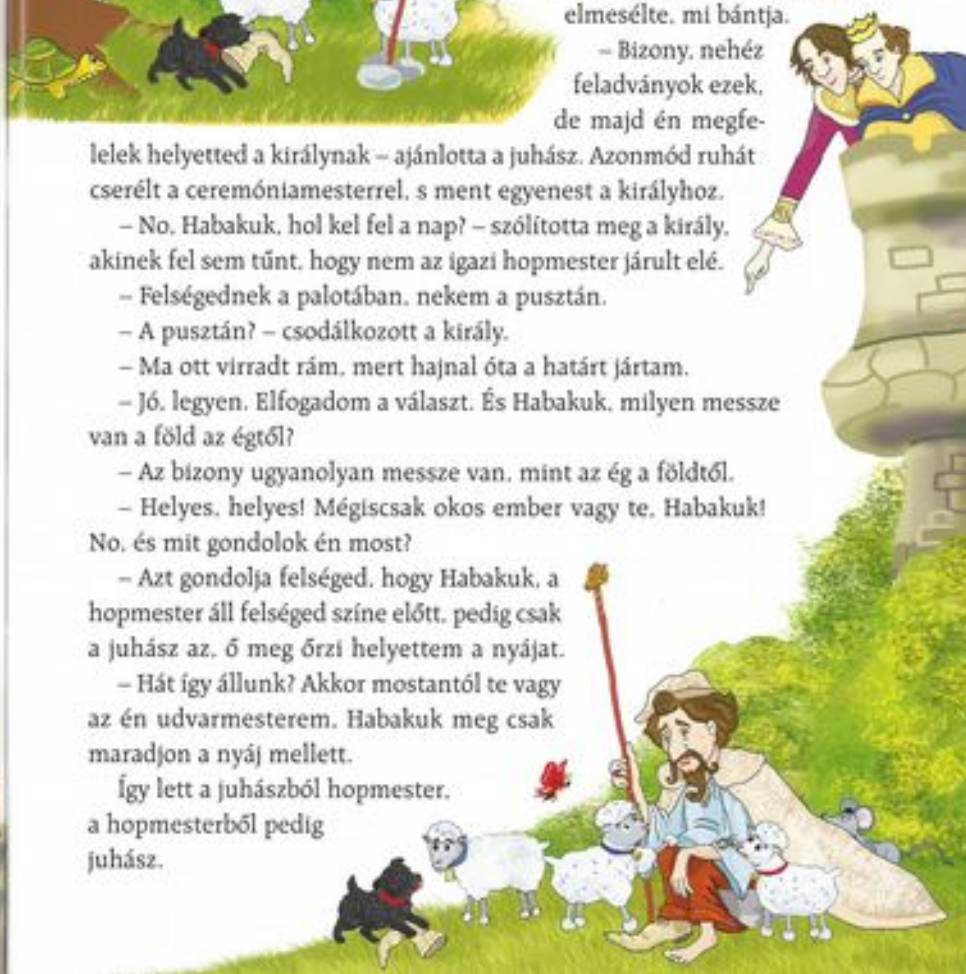 elmesélte, mi bántja.
– Bizony, nehéz
feladványok ezek,
de majd én megfe-
lelek helyetted a királynak – ajánlotta a juhász. Azonmód ruhát
cserélt a ceremóniamesterrel, s ment egyenest a királyhoz.
– No, Habakuk, hol kel fel a nap? – szólította meg a király,
akinek fel sem tűnt, hogy nem az igazi hopmester járult elé.
– Felségednek a palotában, nekem a pusztán.
– A pusztán? – csodálkozott a király.
– Ma ott virradt rám, mert hajnal óta a határt jártam.
– Jó, legyen. Elfogadom a választ. És Habakuk, milyen messze
van a föld az égtől?
– Az bizony ugyanolyan messze van, mint az ég a földtől.
– Helyes, helyes! Mégiscsak okos ember vagy te, Habakuk!
No, és mit gondolok én most?
– Azt gondolja felséged, hogy Habakuk, a
hopmester áll felséged színe előtt, pedig csak
a juhász az, ő meg őrzi helyettem a nyájat.
– Hát így állunk? Akkor mostantól te vagy
az én udvarmesterem, Habakuk meg csak
maradjon a nyáj mellett.
Így lett a juhászból hopmester,
a hopmesterből pedig
juhász.